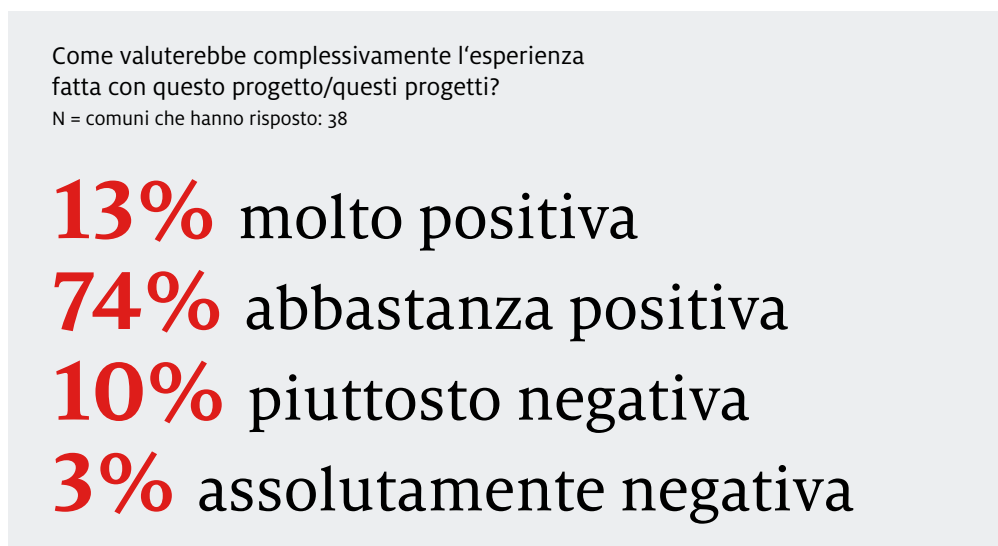 Come valuterebbe complessivamente l‘esperienza
fatta con questo progetto/questi progetti?
N = comuni che hanno risposto: 38
13% molto positiva
74% abbastanza positiva
10% piuttosto negativa
3% assolutamente negativa